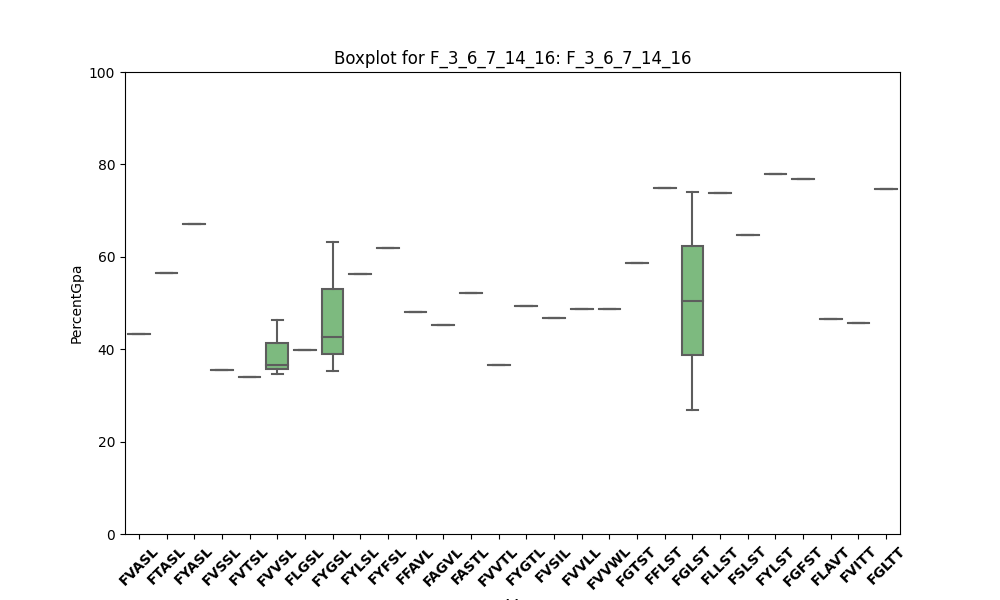 Boxplot for F_3_6_7_14_16: F_3_6_7_14_16
100
80
60
40
20
0
PercentGpa
FVASL
FTASL
FYASL
FVSSL
FVTSL
FVVSL
FLGSL
FYGSL
FYLSL
FYFSL
FFAVL
FAGVL
FASTL
FVVTL
FYGTL
FVSIL
FVVLL
FVVWL
FGTST
FFLST
FGLST
FLLST
FSLST
FYLST
FGFST
FLAVT
FVITT
FGLTT